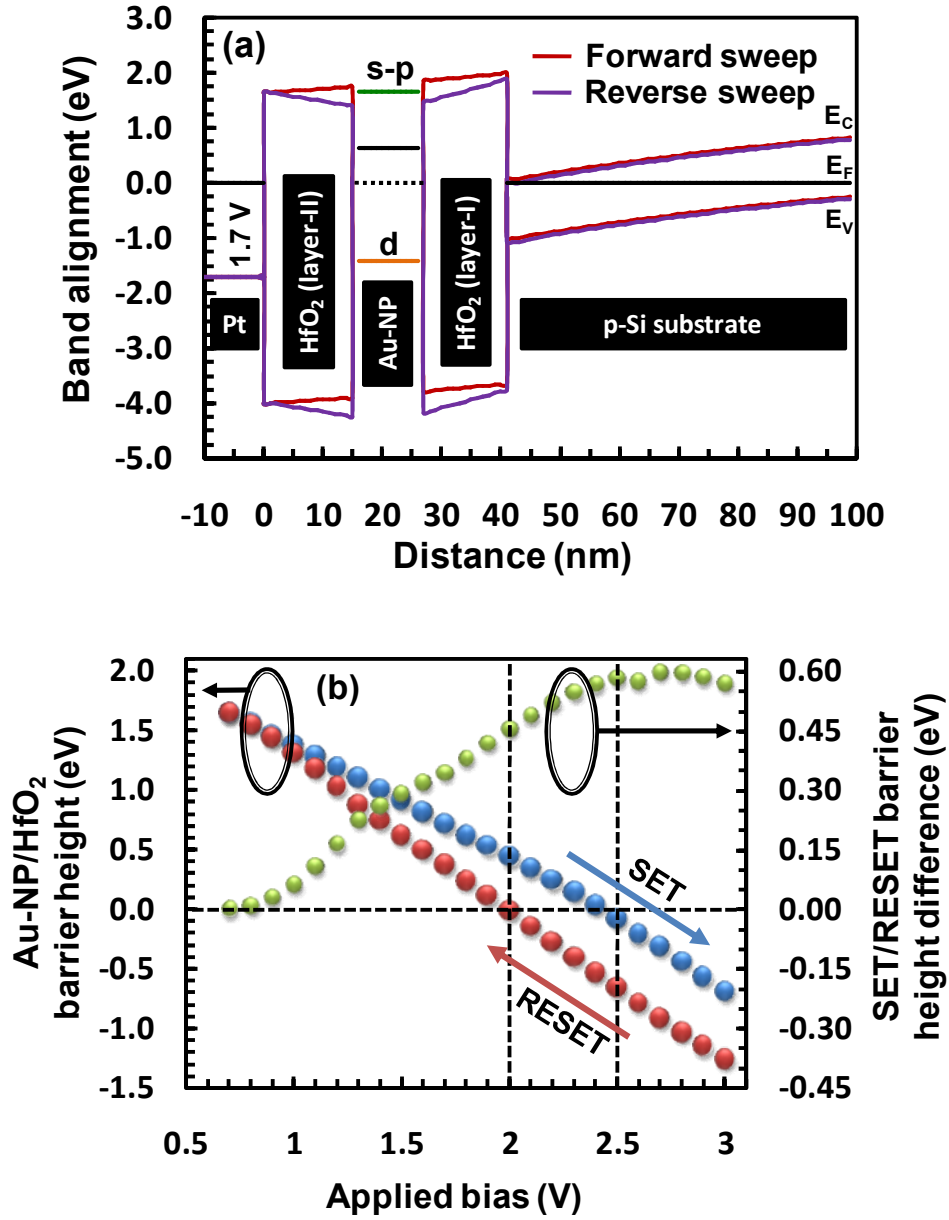 (a)
s-p
Forward sweep
Reverse sweep
E_C
E_F
E_V
1.7 V
d
Pt
HfO₂ (layer-II)
Au-NP
HfO₂ (layer-I)
p-Si substrate
Band alignment (eV)
3.0
2.0
1.0
0.0
-1.0
-2.0
-3.0
-4.0
-5.0
-10 0 10 20 30 40 50 60 70 80 90 100
Distance (nm)
(b)
SET
RESET
Au-NP/HfO₂
barrier height (eV)
2.0
1.5
1.0
0.5
0.0
-0.5
-1.0
-1.5
0.60
0.45
0.30
0.15
0.00
-0.15
-0.30
-0.45
SET/RESET barrier
height difference (eV)
0.5 1 1.5 2 2.5 3
Applied bias (V)